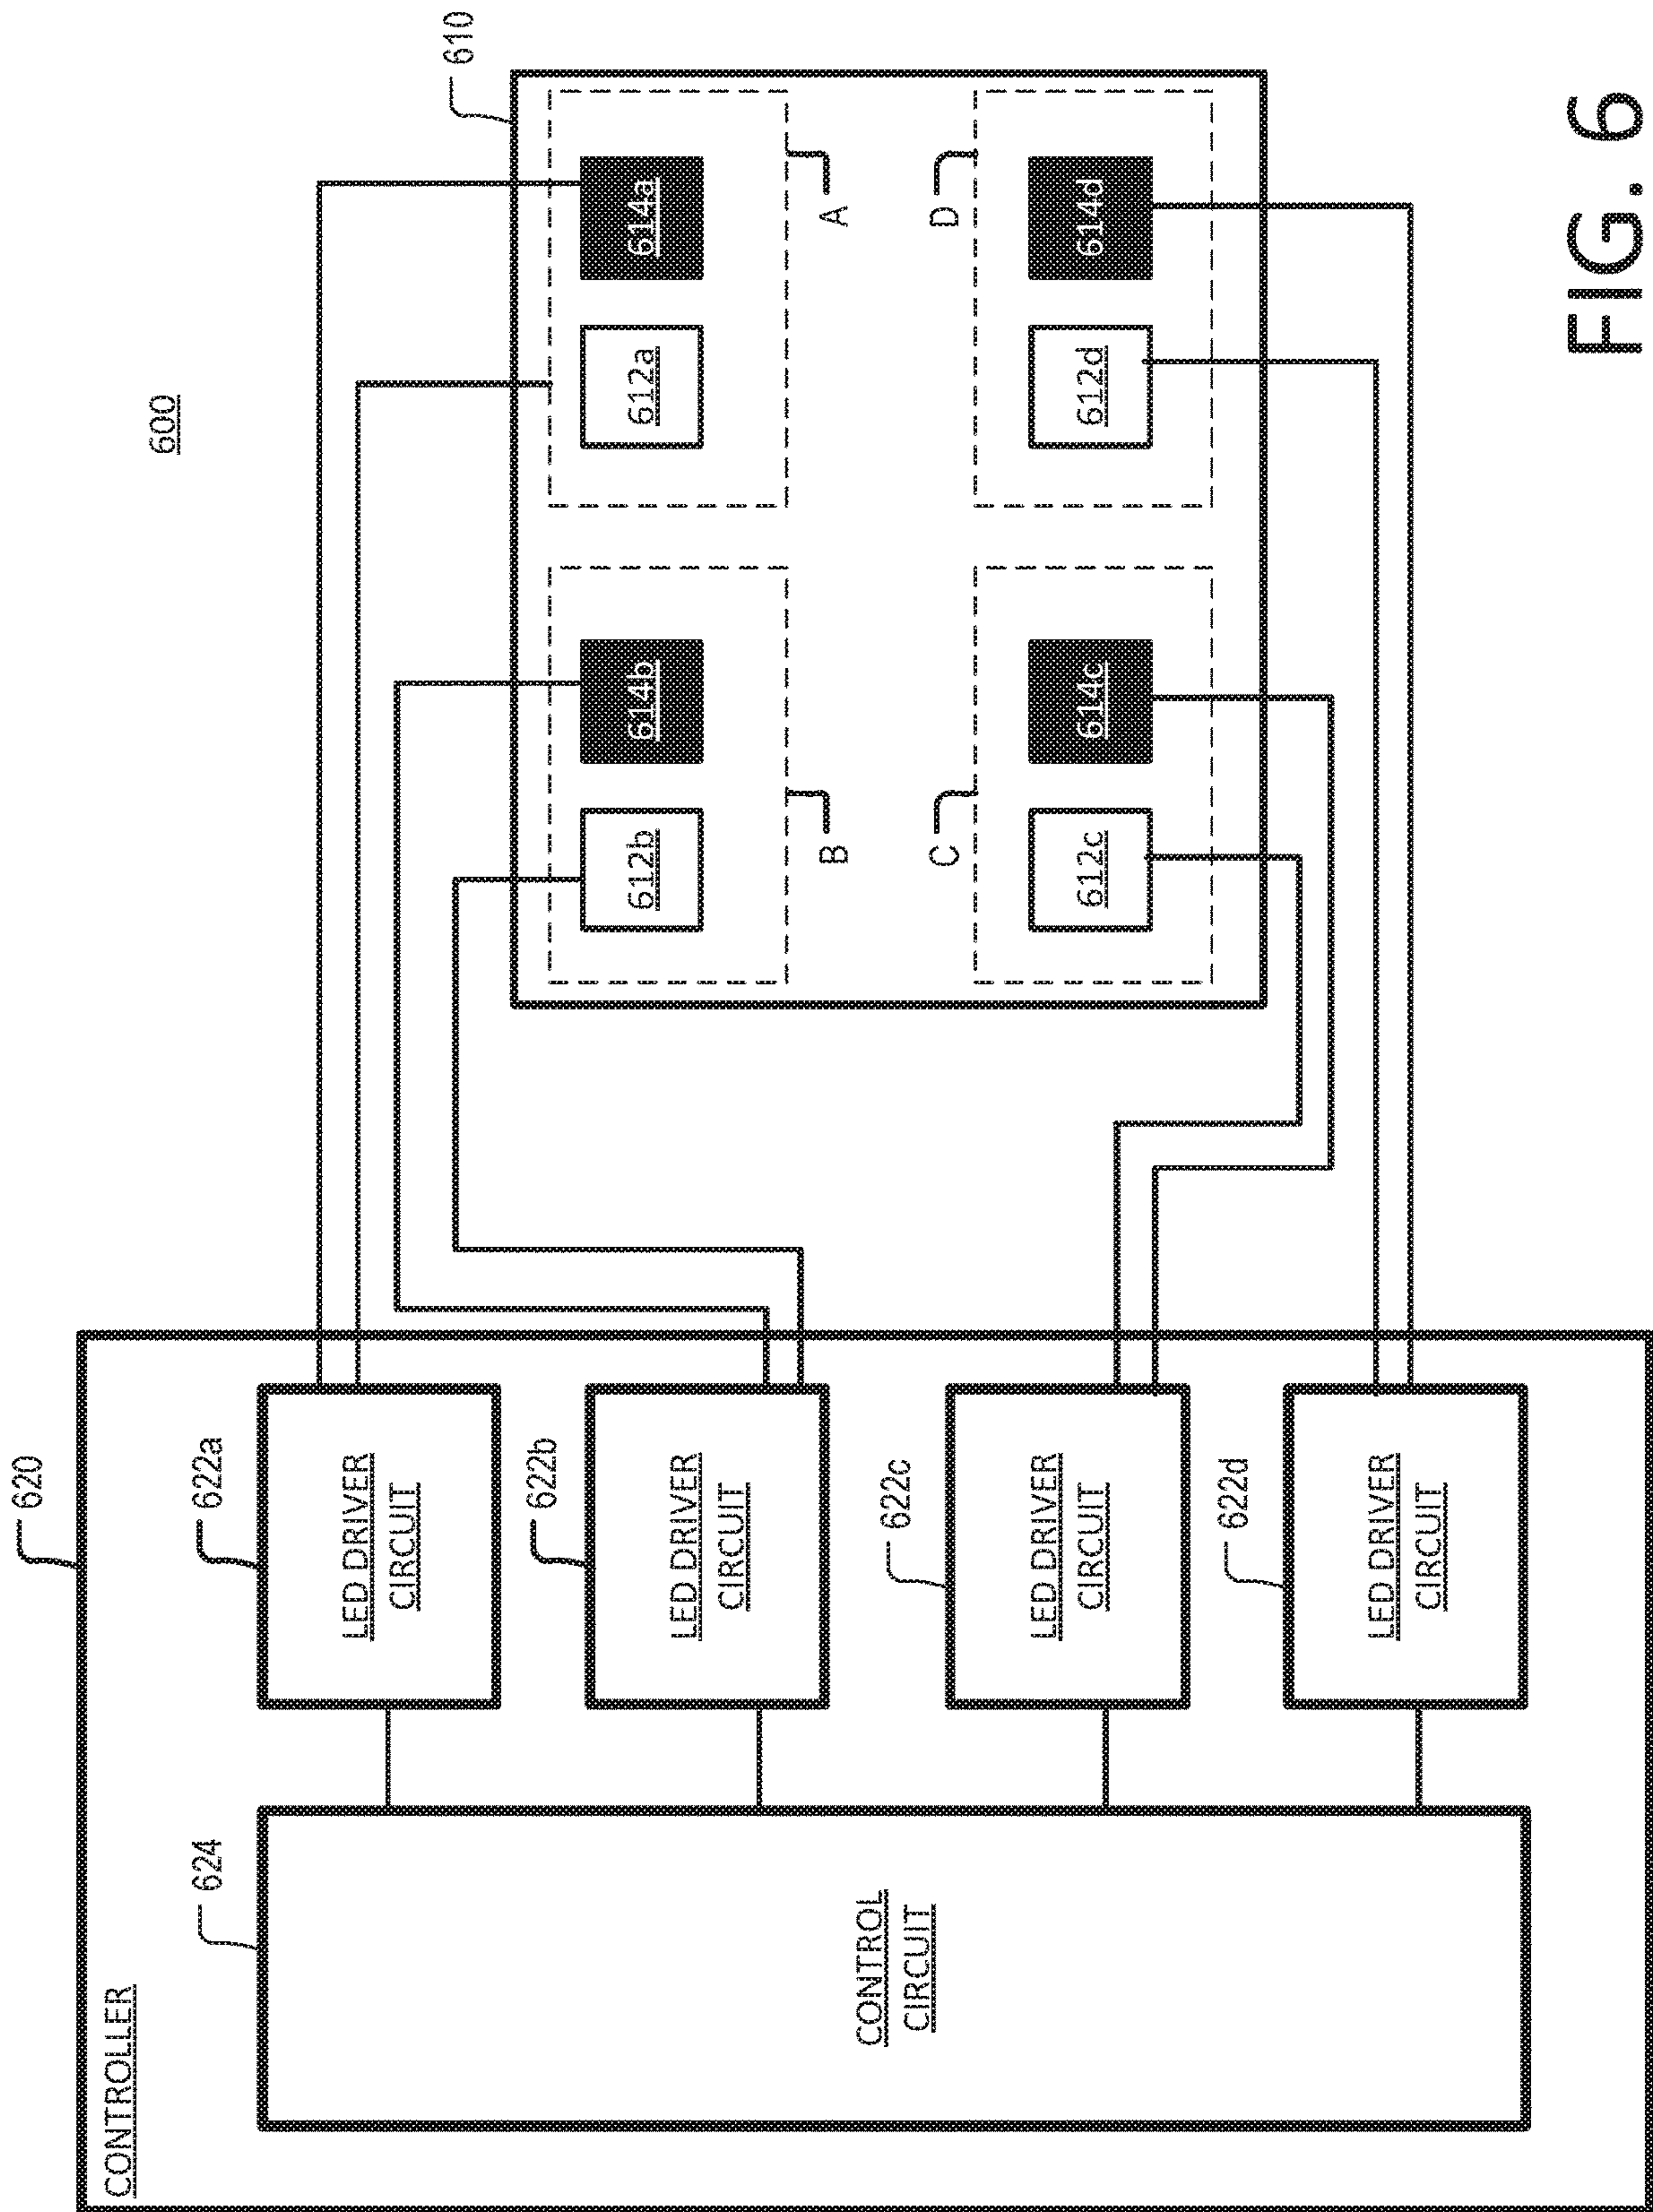 600
CONTROLLER
620
624
CONTROL
CIRCUIT
622a
LED DRIVER
CIRCUIT
622b
LED DRIVER
CIRCUIT
622c
LED DRIVER
CIRCUIT
622d
LED DRIVER
CIRCUIT
610
612b
614b
612a
614a
B
A
C
D
612c
614c
612d
614d
FIG. 6